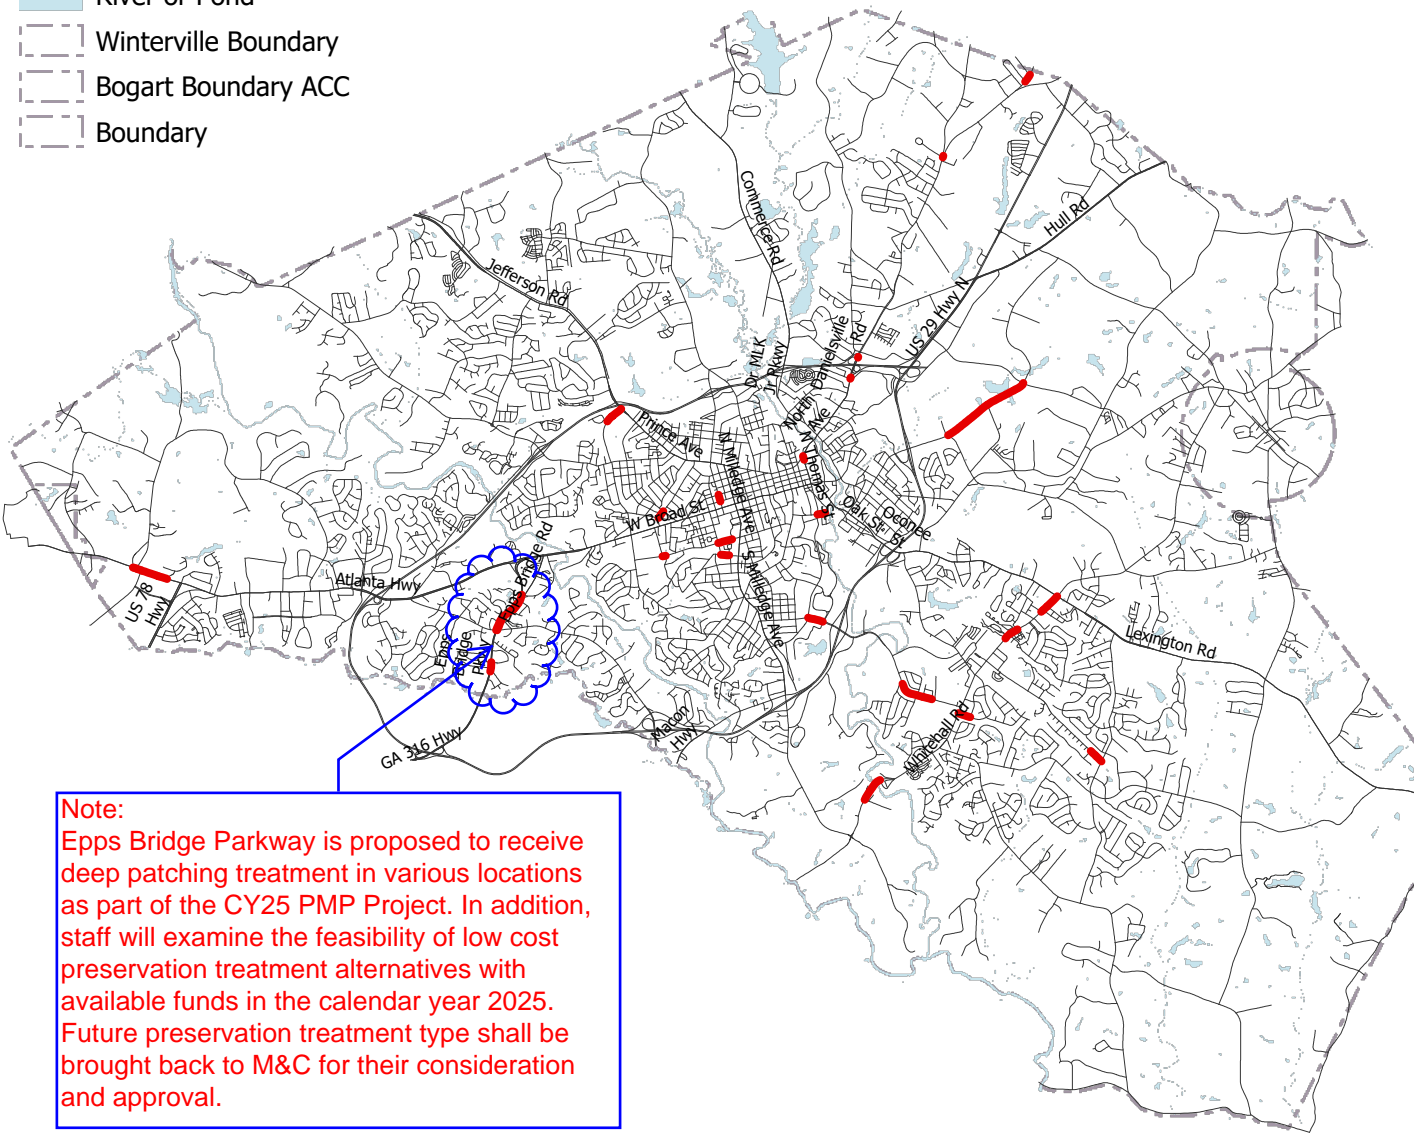 River or Pond
Winterville Boundary
Bogart Boundary ACC
Boundary
Commerce Rd
Hull Rd
Jefferson Rd
US 29 Hwy N
Danielsville
Rd
Dr MLK
Jr Pkwy
North
Ave
Prince Ave
N Milledge Ave
N Thomas St
W Broad St
Oak St
Oconee
St
Epps Bridge Rd
Atlanta Hwy
US 78
Hwy
S Milledge Ave
Epps
Bridge
Pkwy
Lexington Rd
Whitehall Rd
Macon
Hwy
GA 316 Hwy
Note:
Epps Bridge Parkway is proposed to receive
deep patching treatment in various locations
as part of the CY25 PMP Project. In addition,
staff will examine the feasibility of low cost
preservation treatment alternatives with
available funds in the calendar year 2025.
Future preservation treatment type shall be
brought back to M&C for their consideration
and approval.